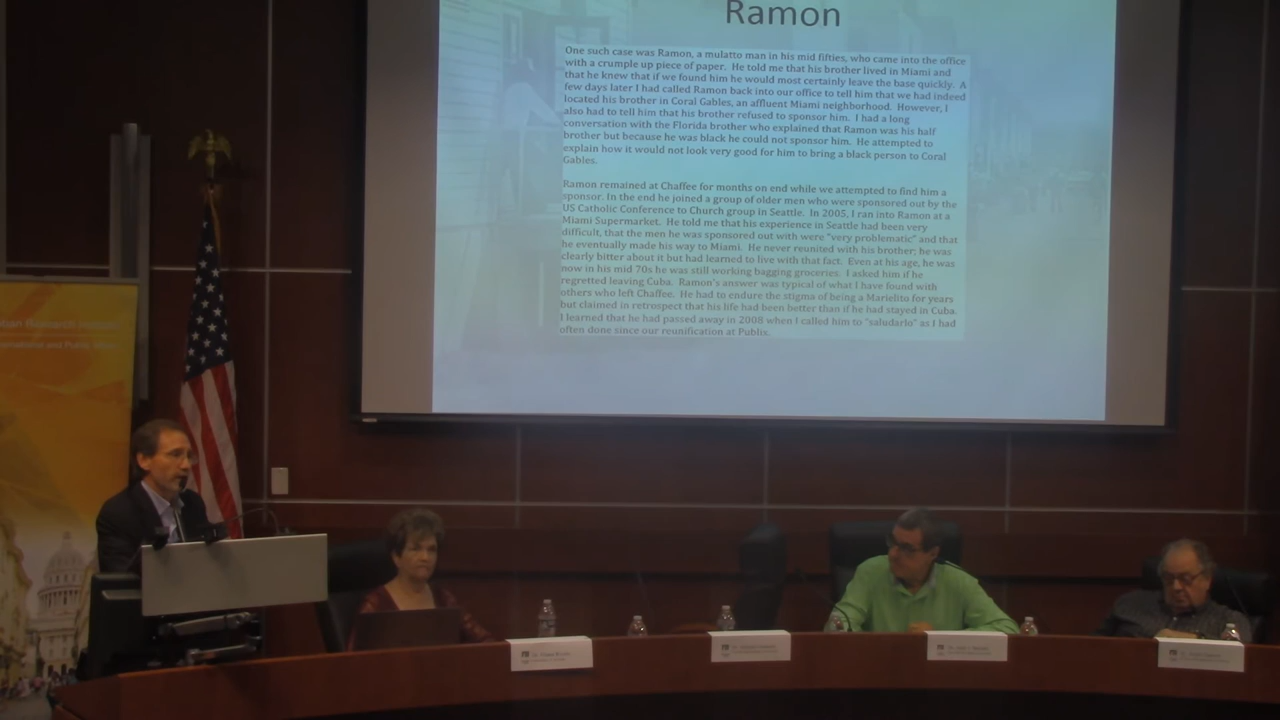 Ramon
One such case was Ramon, a mulatto man in his mid fifties, who came into the office
with a crumple up piece of paper. He told me that his brother lived in Miami and
that he knew that if we found him he would most certainly leave the base quickly. A
few days later I had called Ramon back into our office to tell him that we had indeed
located his brother in Coral Gables, an affluent Miami neighborhood. However, I
also had to tell him that his brother refused to sponsor him. I had a long
conversation with the Florida brother who explained that Ramon was his half
brother but because he was black he could not sponsor him. He attempted to
explain how it would not look very good for him to bring a black person to Coral
Gables.
Ramon remained at Chaffee for months on end while we attempted to find him a
sponsor. In the end he joined a group of older men who were sponsored out by the
US Catholic Conference to Church group in Seattle. In 2005, I ran into Ramon at a
Miami Supermarket. He told me that his experience in Seattle had been very
difficult, that the men he was sponsored out with were "very problematic" and that
he eventually made his way to Miami. He never reunited with his brother; he was
clearly bitter about it but had learned to live with that fact. Even at his age, he was
now in his mid 70s he was still working bagging groceries. I asked him if he
regretted leaving Cuba. Ramon's answer was typical of what I have found with
others who left Chaffee. He had to endure the stigma of being a Marielito for years
but claimed in retrospect that his life had been better than if he had stayed in Cuba.
I learned that he had passed away in 2008 when I called him to "saludarlo" as I had
often done since our reunification at Publix.
Research
and Public